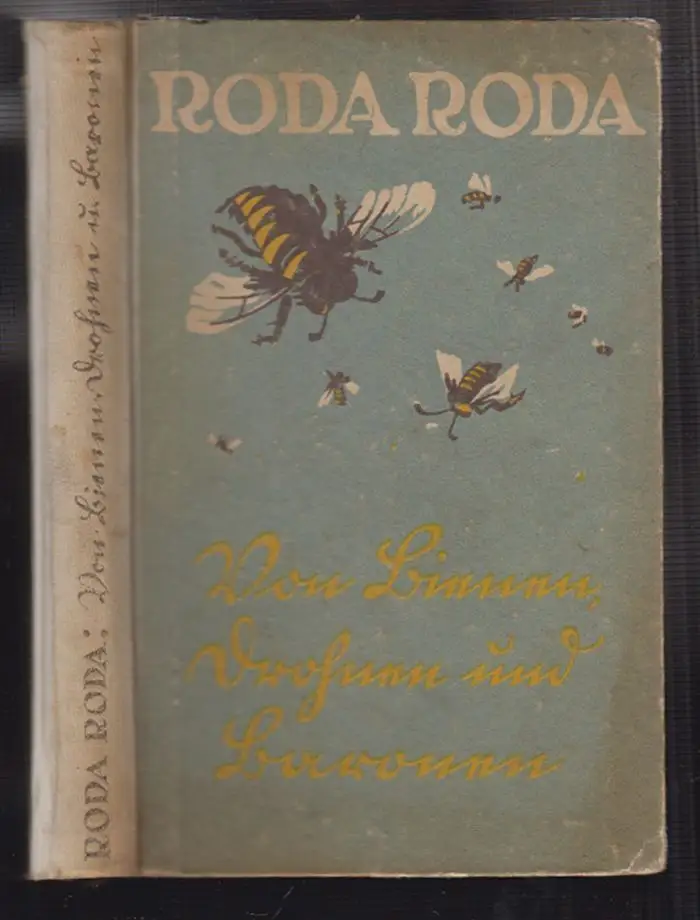 RODA RODA
Von Bienen,
Drohnen und
Baronen
RODA RODA: Von Bienen, Drohnen u. Baronen